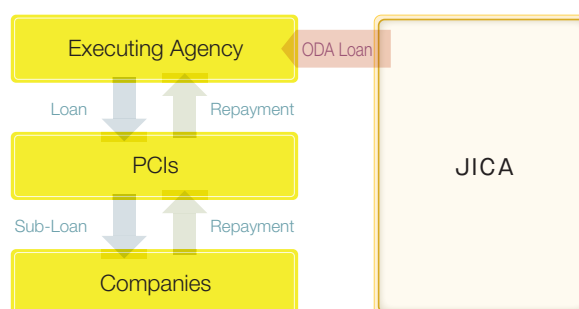 Executing Agency
ODA Loan
Loan
Repayment
PCIs
JICA
Sub-Loan
Repayment
Companies